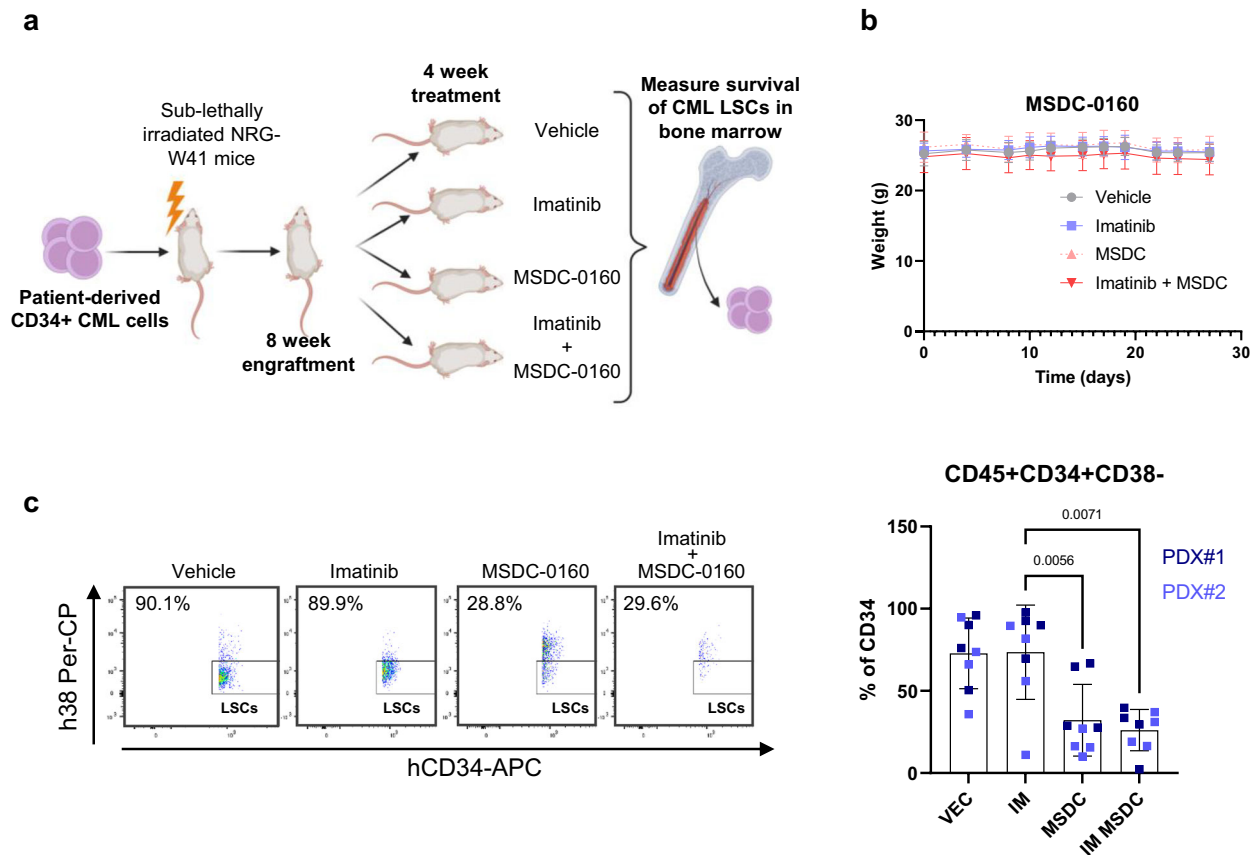 a
Sub-lethally
irradiated NRG-
W41 mice
Patient-derived
CD34+ CML cells
8 week
engraftment
4 week
treatment
Vehicle
Imatinib
MSDC-0160
Imatinib
+
MSDC-0160
Measure survival
of CML LSCs in
bone marrow
b
MSDC-0160
Weight (g)
30
20
10
0
0 10 20 30
Time (days)
Vehicle
Imatinib
MSDC
Imatinib + MSDC
c
h38 Per-CP
Vehicle
90.1%
LSCs
Imatinib
89.9%
LSCs
MSDC-0160
28.8%
LSCs
Imatinib
+
MSDC-0160
29.6%
LSCs
hCD34-APC
CD45+CD34+CD38-
% of CD34
150
100
50
0
0.0071
0.0056
PDX#1
PDX#2
VEC
IM
MSDC
IM MSDC